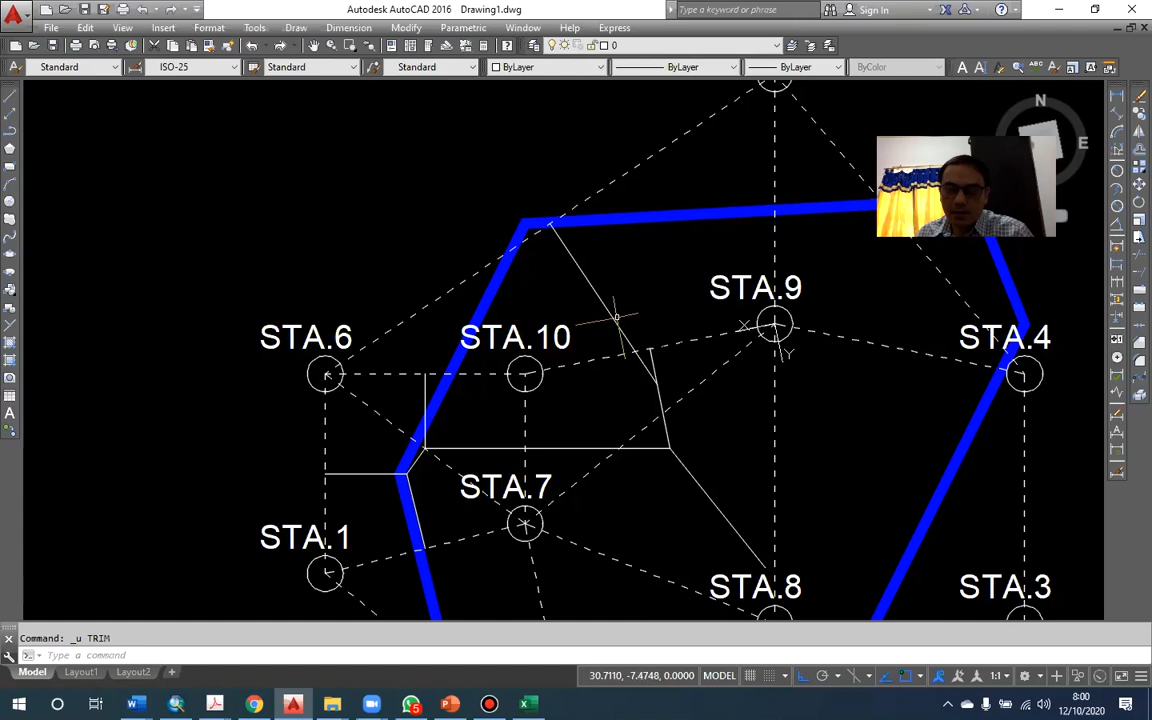 Autodesk AutoCAD 2016 Drawing1.dwg
Type a keyword or phrase
Sign In
File Edit View Insert Format Tools Draw Dimension Modify Parametric Window Help Express
0
Standard ISO-25 Standard Standard ByLayer ByLayer ByLayer ByColor
N
E
STA.9
STA.6
STA.10
STA.4
X
Y
STA.7
STA.1
STA.8
STA.3
Command: _u TRIM
Type a command
Model Layout1 Layout2 +
30.7110, -7.4748, 0.0000 MODEL
1:1
5
8:00
12/10/2020